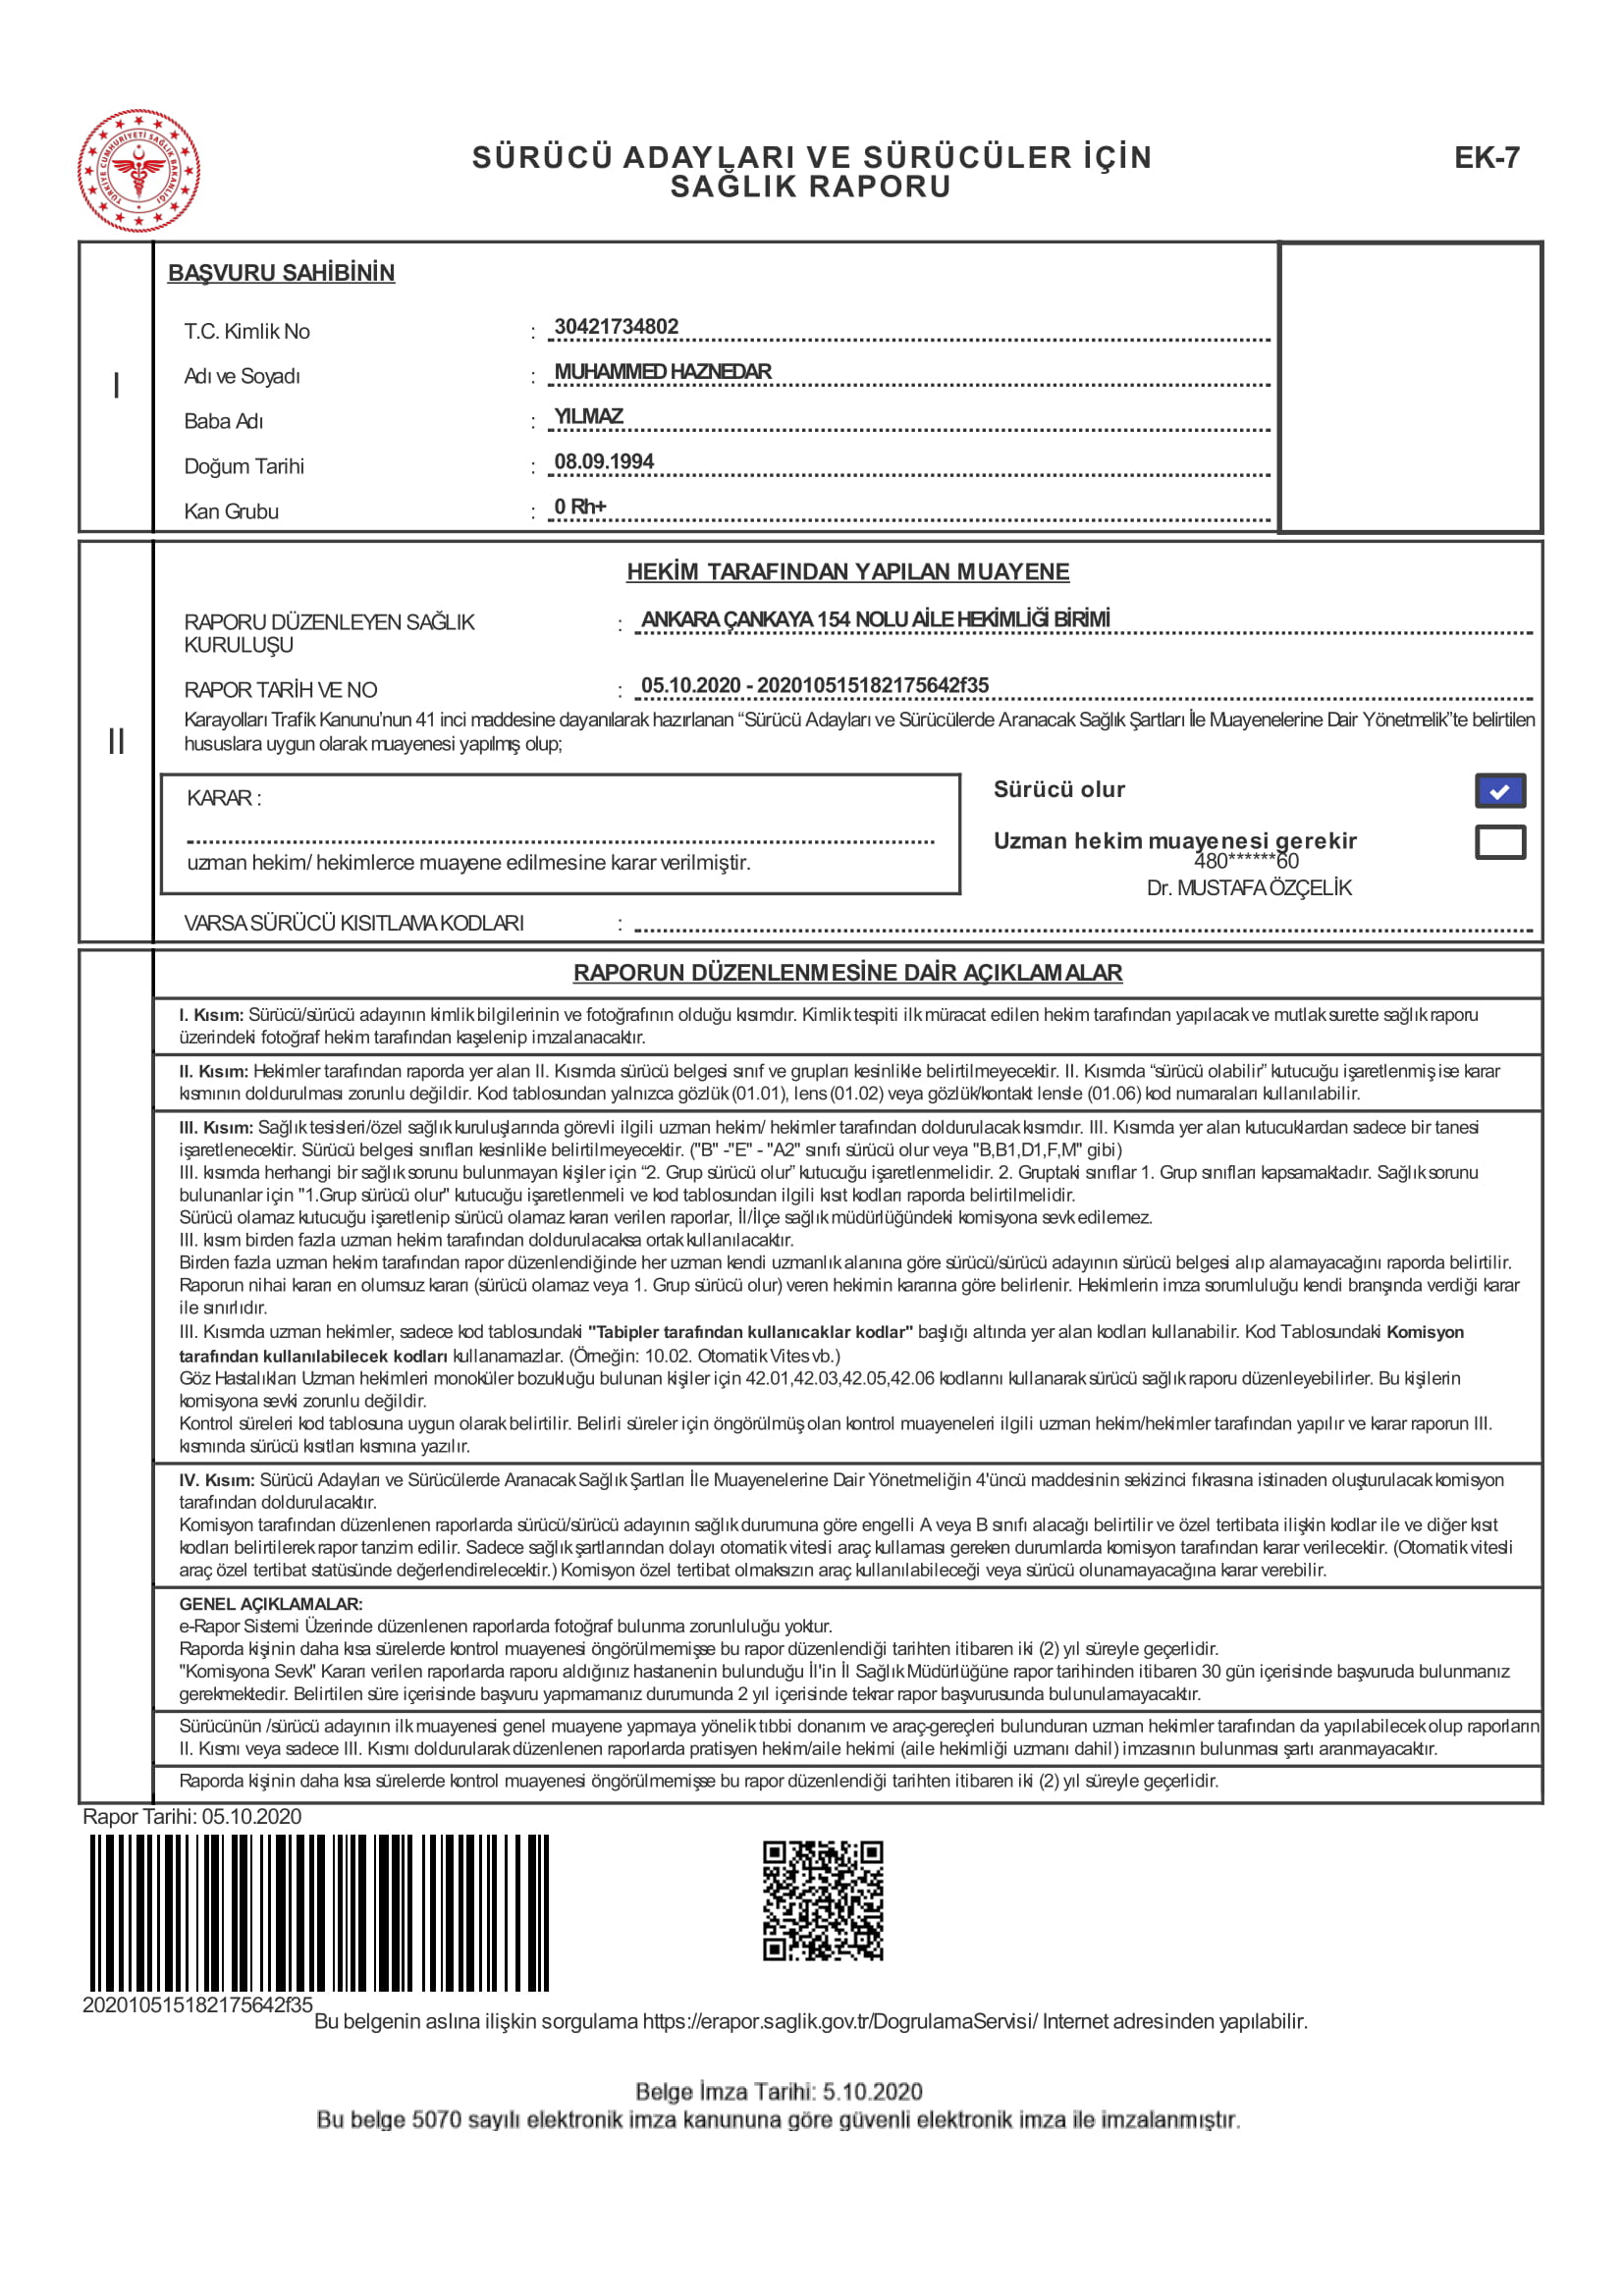 TÜRKİYE CUMHURİYETİ SAĞLIK BAKANLIĞI
SÜRÜCÜ ADAYLARI VE SÜRÜCÜLER İÇİN
SAĞLIK RAPORU
EK-7
I
BAŞVURU SAHİBİNİN
T.C. Kimlik No : 30421734802
Adı ve Soyadı : MUHAMMED HAZNEDAR
Baba Adı : YILMAZ
Doğum Tarihi : 08.09.1994
Kan Grubu : 0 Rh+
II
HEKİM TARAFINDAN YAPILAN MUAYENE
RAPORU DÜZENLEYEN SAĞLIK
KURULUŞU : ANKARA ÇANKAYA 154 NOLU AİLE HEKİMLİĞİ BİRİMİ
RAPOR TARİH VE NO : 05.10.2020 - 202010515182175642f35
Karayolları Trafik Kanunu’nun 41 inci maddesine dayanılarak hazırlanan “Sürücü Adayları ve Sürücülerde Aranacak Sağlık Şartları İle Muayenelerine Dair Yönetmelik”te belirtilen
hususlara uygun olarak muayenesi yapılmış olup;
KARAR :
uzman hekim/ hekimlerce muayene edilmesine karar verilmiştir.
Sürücü olur
Uzman hekim muayenesi gerekir
480******60
Dr. MUSTAFA ÖZÇELİK
VARSA SÜRÜCÜ KISITLAMA KODLARI :
RAPORUN DÜZENLENMESİNE DAİR AÇIKLAMALAR
I. Kısım: Sürücü/sürücü adayının kimlik bilgilerinin ve fotoğrafının olduğu kısımdır. Kimlik tespiti ilk müracat edilen hekim tarafından yapılacak ve mutlak surette sağlık raporu
üzerindeki fotoğraf hekim tarafından kaşelenip imzalanacaktır.
II. Kısım: Hekimler tarafından raporda yer alan II. Kısımda sürücü belgesi sınıf ve grupları kesinlikle belirtilmeyecektir. II. Kısımda “sürücü olabilir” kutucuğu işaretlenmiş ise karar
kısmının doldurulması zorunlu değildir. Kod tablosundan yalnızca gözlük (01.01), lens (01.02) veya gözlük/kontakt lensle (01.06) kod numaraları kullanılabilir.
III. Kısım: Sağlık tesisleri/özel sağlık kuruluşlarında görevli ilgili uzman hekim/ hekimler tarafından doldurulacak kısımdır. III. Kısımda yer alan kutucuklardan sadece bir tanesi
işaretlenecektir. Sürücü belgesi sınıfları kesinlikle belirtilmeyecektir. ("B" -"E" - "A2" sınıfı sürücü olur veya "B,B1,D1,F,M" gibi)
III. kısımda herhangi bir sağlık sorunu bulunmayan kişiler için “2. Grup sürücü olur” kutucuğu işaretlenmelidir. 2. Gruptaki sınıflar 1. Grup sınıfları kapsamaktadır. Sağlık sorunu
bulunanlar için "1.Grup sürücü olur" kutucuğu işaretlenmeli ve kod tablosundan ilgili kısıt kodları raporda belirtilmelidir.
Sürücü olamaz kutucuğu işaretlenip sürücü olamaz kararı verilen raporlar, İl/İlçe sağlık müdürlüğündeki komisyona sevk edilemez.
III. kısım birden fazla uzman hekim tarafından doldurulacaksa ortak kullanılacaktır.
Birden fazla uzman hekim tarafından rapor düzenlendiğinde her uzman kendi uzmanlık alanına göre sürücü/sürücü adayının sürücü belgesi alıp alamayacağını raporda belirtilir.
Raporun nihai kararı en olumsuz kararı (sürücü olamaz veya 1. Grup sürücü olur) veren hekimin kararına göre belirlenir. Hekimlerin imza sorumluluğu kendi branşında verdiği karar
ile sınırlıdır.
III. Kısımda uzman hekimler, sadece kod tablosundaki "Tabipler tarafından kullanıcaklar kodlar" başlığı altında yer alan kodları kullanabilir. Kod Tablosundaki Komisyon
tarafından kullanılabilecek kodları kullanamazlar. (Örneğin: 10.02. Otomatik Vites vb.)
Göz Hastalıkları Uzman hekimleri monoküler bozukluğu bulunan kişiler için 42.01,42.03,42.05,42.06 kodlarını kullanarak sürücü sağlık raporu düzenleyebilirler. Bu kişilerin
komisyona sevki zorunlu değildir.
Kontrol süreleri kod tablosuna uygun olarak belirtilir. Belirli süreler için öngörülmüş olan kontrol muayeneleri ilgili uzman hekim/hekimler tarafından yapılır ve karar raporun III.
kısmında sürücü kısıtları kısmına yazılır.
IV. Kısım: Sürücü Adayları ve Sürücülerde Aranacak Sağlık Şartları İle Muayenelerine Dair Yönetmeliğin 4'üncü maddesinin sekizinci fıkrasına istinaden oluşturulacak komisyon
tarafından doldurulacaktır.
Komisyon tarafından düzenlenen raporlarda sürücü/sürücü adayının sağlık durumuna göre engelli A veya B sınıfı alacağı belirtilir ve özel tertibata ilişkin kodlar ile ve diğer kısıt
kodları belirtilerek rapor tanzim edilir. Sadece sağlık şartlarından dolayı otomatik vitesli araç kullaması gereken durumlarda komisyon tarafından karar verilecektir. (Otomatik vitesli
araç özel tertibat statüsünde değerlendirelecektir.) Komisyon özel tertibat olmaksızın araç kullanılabileceği veya sürücü olunamayacağına karar verebilir.
GENEL AÇIKLAMALAR:
e-Rapor Sistemi Üzerinde düzenlenen raporlarda fotoğraf bulunma zorunluluğu yoktur.
Raporda kişinin daha kısa sürelerde kontrol muayenesi öngörülmemişse bu rapor düzenlendiği tarihten itibaren iki (2) yıl süreyle geçerlidir.
"Komisyona Sevk" Kararı verilen raporlarda raporu aldığınız hastanenin bulunduğu İl'in İl Sağlık Müdürlüğüne rapor tarihinden itibaren 30 gün içerisinde başvuruda bulunmanız
gerekmektedir. Belirtilen süre içerisinde başvuru yapmamanız durumunda 2 yıl içerisinde tekrar rapor başvurusunda bulunulamayacaktır.
Sürücünün /sürücü adayının ilk muayenesi genel muayene yapmaya yönelik tıbbi donanım ve araç-gereçleri bulunduran uzman hekimler tarafından da yapılabilecek olup raporların
II. Kısmı veya sadece III. Kısmı doldurularak düzenlenen raporlarda pratisyen hekim/aile hekimi (aile hekimliği uzmanı dahil) imzasının bulunması şartı aranmayacaktır.
Raporda kişinin daha kısa sürelerde kontrol muayenesi öngörülmemişse bu rapor düzenlendiği tarihten itibaren iki (2) yıl süreyle geçerlidir.
Rapor Tarihi: 05.10.2020
202010515182175642f35
Bu belgenin aslına ilişkin sorgulama https://erapor.saglik.gov.tr/DogrulamaServisi/ Internet adresinden yapılabilir.
Belge İmza Tarihi: 5.10.2020
Bu belge 5070 sayılı elektronik imza kanununa göre güvenli elektronik imza ile imzalanmıştır.